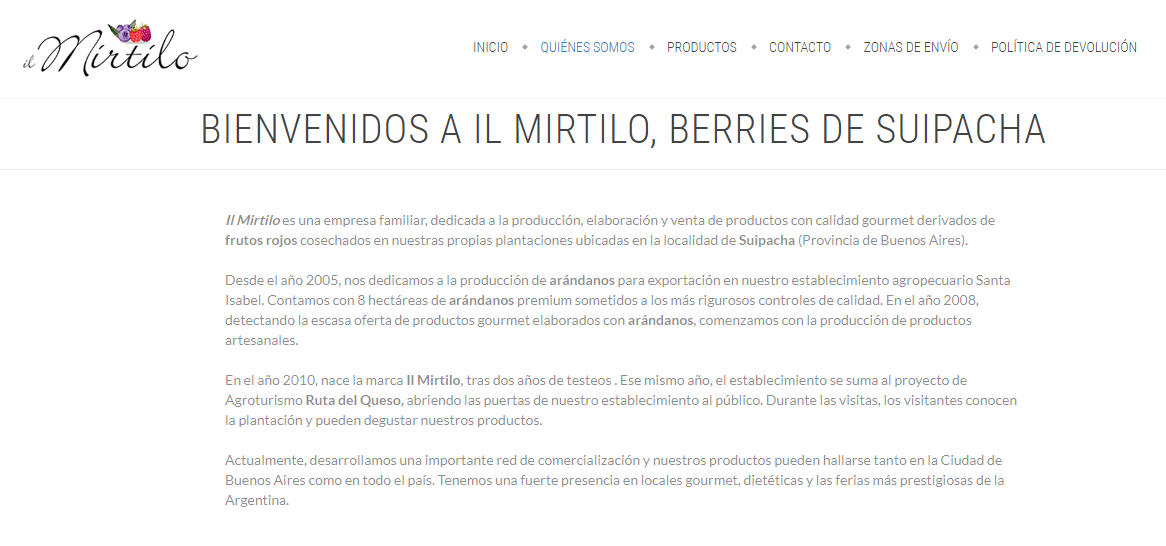 il Mirtilo
INICIO ◆ QUIÉNES SOMOS ◆ PRODUCTOS ◆ CONTACTO ◆ ZONAS DE ENVÍO ◆ POLÍTICA DE DEVOLUCIÓN
BIENVENIDOS A IL MIRTILO, BERRIES DE SUIPACHA
Il Mirtilo es una empresa familiar, dedicada a la producción, elaboración y venta de productos con calidad gourmet derivados de
frutos rojos cosechados en nuestras propias plantaciones ubicadas en la localidad de Suipacha (Provincia de Buenos Aires).
Desde el año 2005, nos dedicamos a la producción de arándanos para exportación en nuestro establecimiento agropecuario Santa
Isabel. Contamos con 8 hectáreas de arándanos premium sometidos a los más rigurosos controles de calidad. En el año 2008,
detectando la escasa oferta de productos gourmet elaborados con arándanos, comenzamos con la producción de productos
artesanales.
En el año 2010, nace la marca Il Mirtilo, tras dos años de testeos . Ese mismo año, el establecimiento se suma al proyecto de
Agroturismo Ruta del Queso, abriendo las puertas de nuestro establecimiento al público. Durante las visitas, los visitantes conocen
la plantación y pueden degustar nuestros productos.
Actualmente, desarrollamos una importante red de comercialización y nuestros productos pueden hallarse tanto en la Ciudad de
Buenos Aires como en todo el país. Tenemos una fuerte presencia en locales gourmet, dietéticas y las ferias más prestigiosas de la
Argentina.